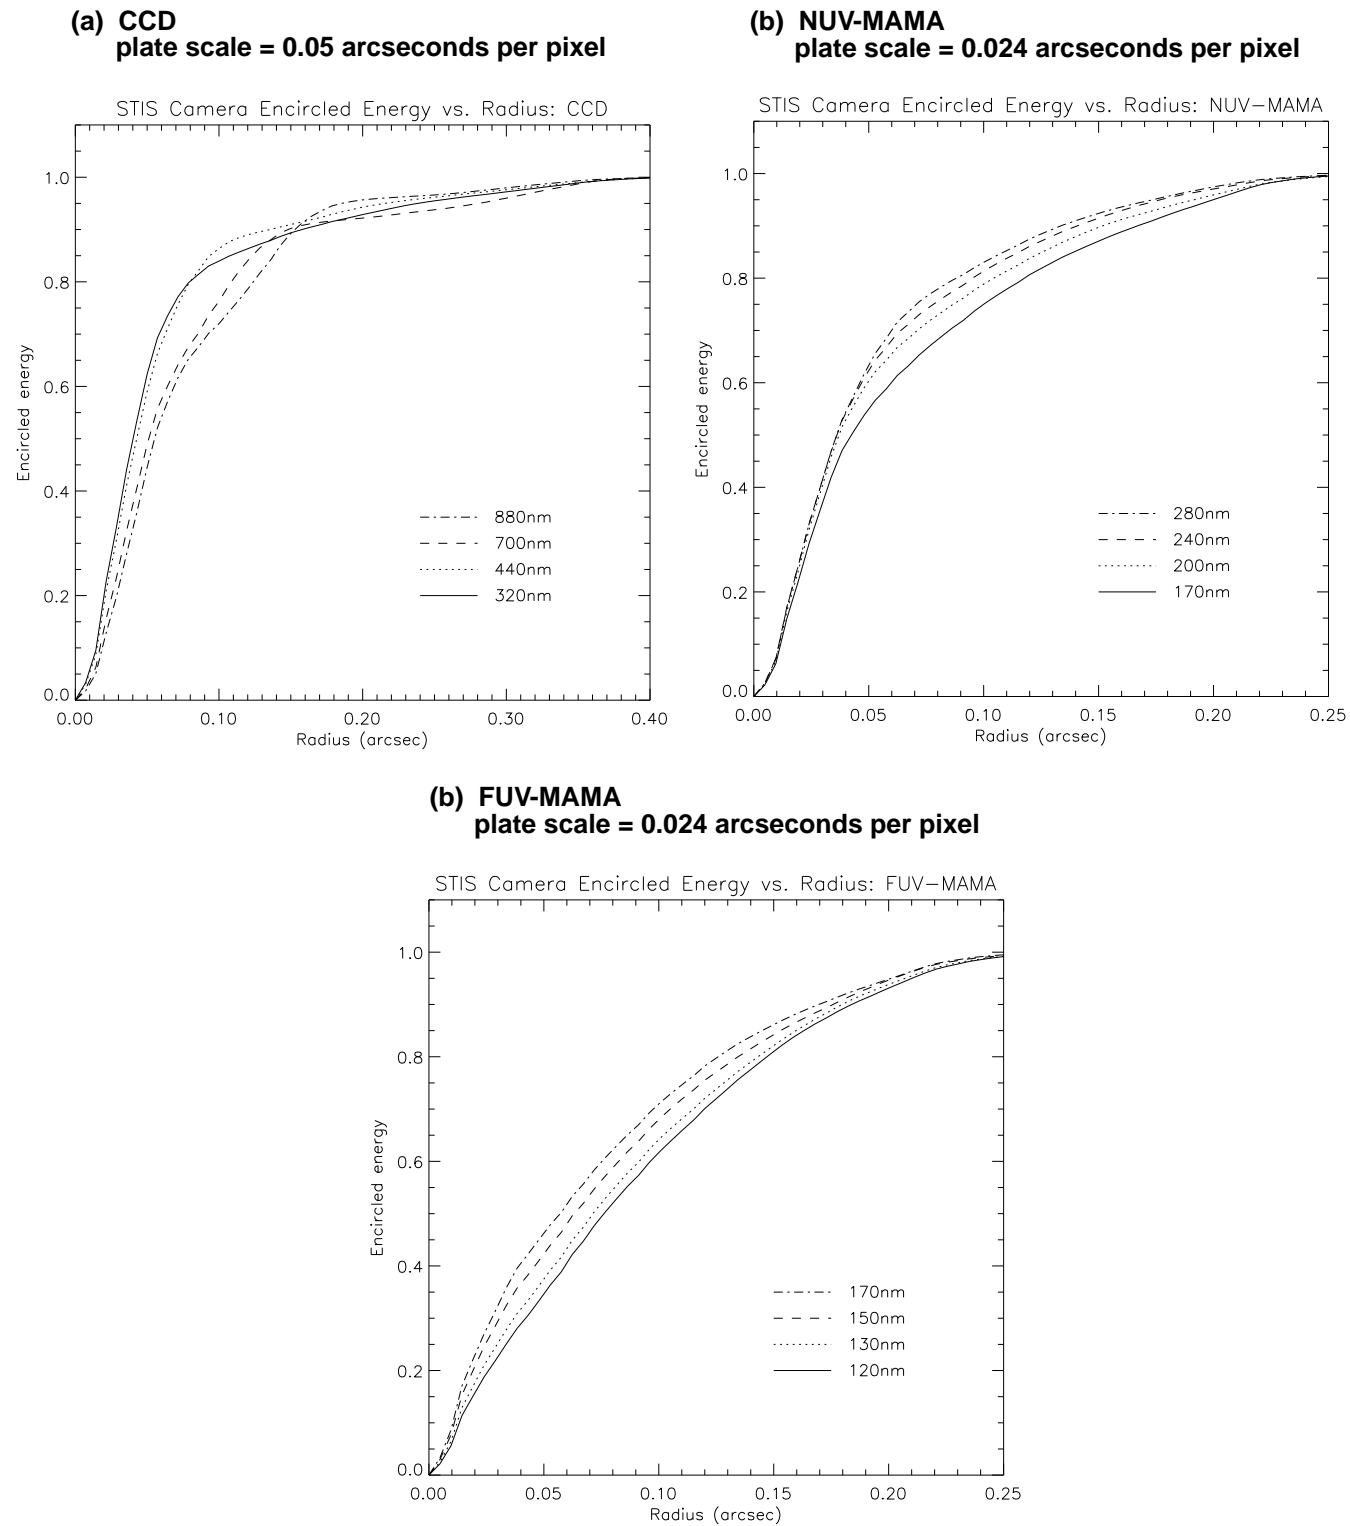 (a) CCD
plate scale = 0.05 arcseconds per pixel
STIS Camera Encircled Energy vs. Radius: CCD
1.0
0.8
0.6
0.4
0.2
0.0
Encircled energy
880nm
700nm
440nm
320nm
0.00 0.10 0.20 0.30 0.40
Radius (arcsec)
(b) NUV-MAMA
plate scale = 0.024 arcseconds per pixel
STIS Camera Encircled Energy vs. Radius: NUV-MAMA
1.0
0.8
0.6
0.4
0.2
0.0
Encircled energy
280nm
240nm
200nm
170nm
0.00 0.05 0.10 0.15 0.20 0.25
Radius (arcsec)
(b) FUV-MAMA
plate scale = 0.024 arcseconds per pixel
STIS Camera Encircled Energy vs. Radius: FUV-MAMA
1.0
0.8
0.6
0.4
0.2
0.0
Encircled energy
170nm
150nm
130nm
120nm
0.00 0.05 0.10 0.15 0.20 0.25
Radius (arcsec)